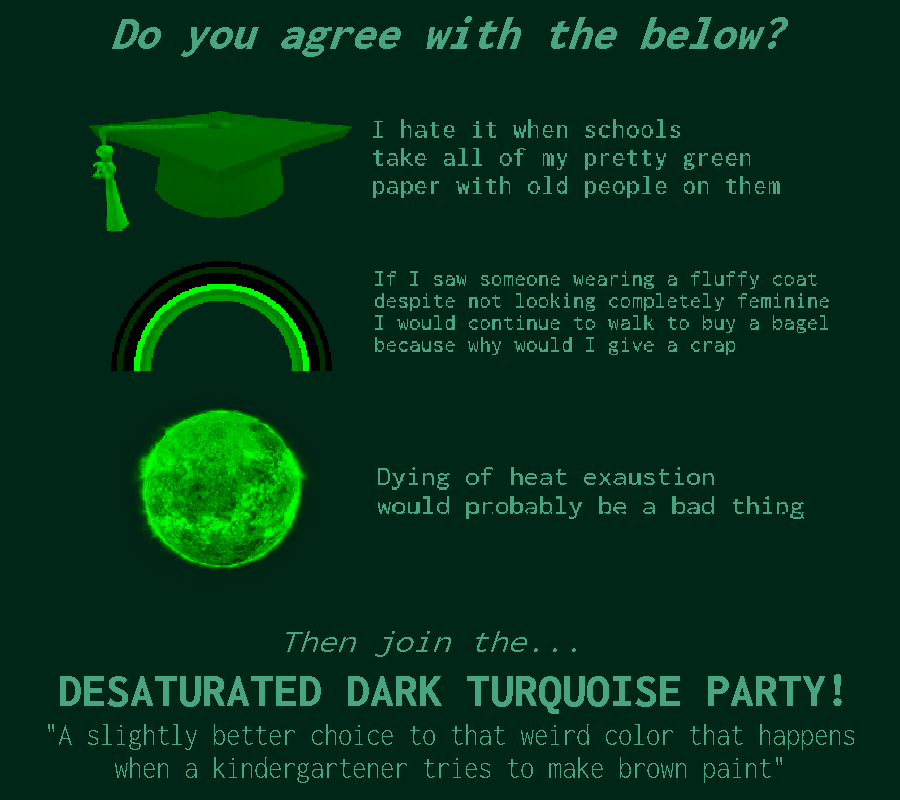 Do you agree with the below?
I hate it when schools
take all of my pretty green
paper with old people on them
If I saw someone wearing a fluffy coat
despite not looking completely feminine
I would continue to walk to buy a bagel
because why would I give a crap
Dying of heat exaustion
would probably be a bad thing
Then join the...
DESATURATED DARK TURQUOISE PARTY!
"A slightly better choice to that weird color that happens
when a kindergartener tries to make brown paint"